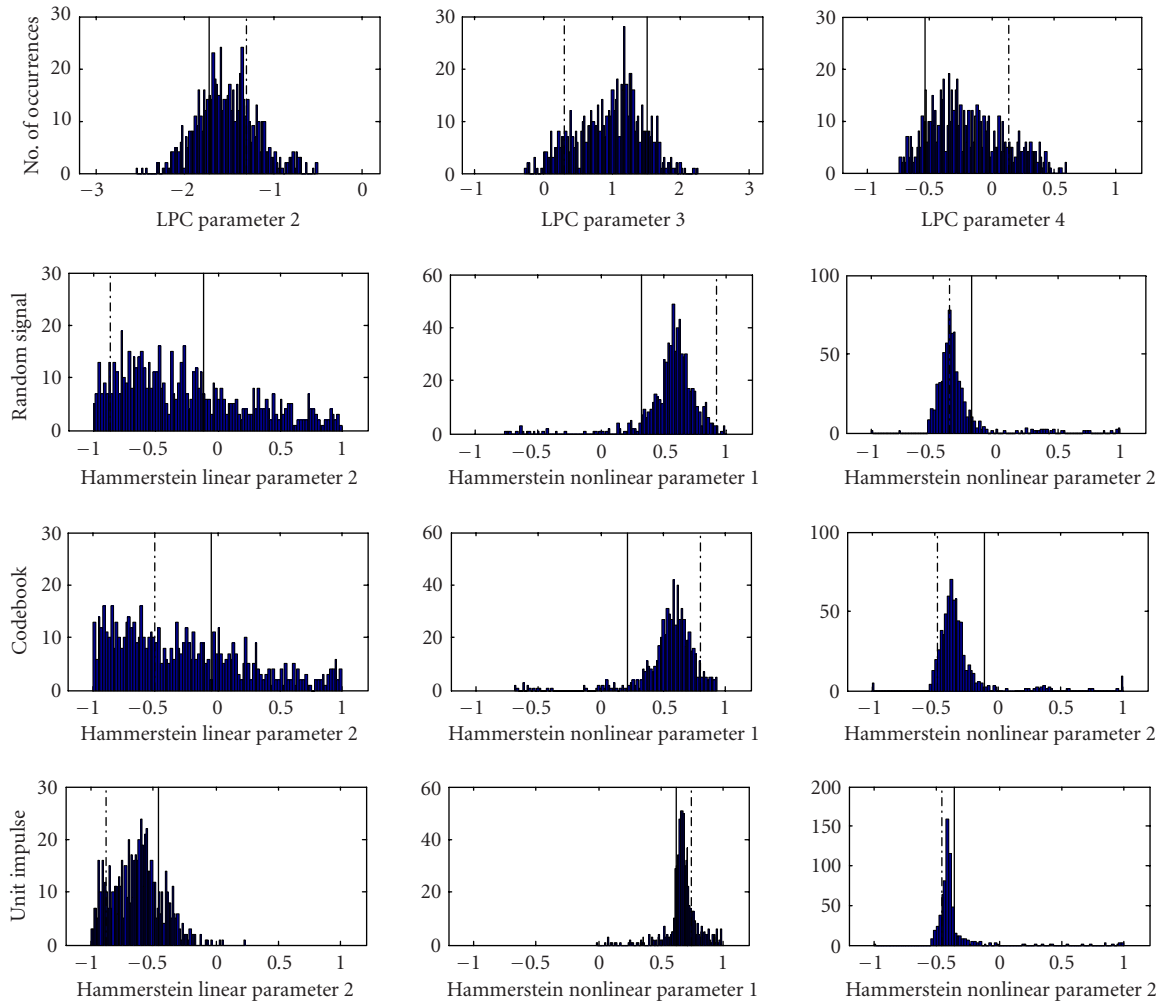 No. of occurrences
30
20
10
0
−3 −2 −1 0
LPC parameter 2
30
20
10
0
−1 0 1 2 3
LPC parameter 3
30
20
10
0
−1 −0.5 0 0.5 1
LPC parameter 4
Random signal
30
20
10
0
−1 −0.5 0 0.5 1
Hammerstein linear parameter 2
60
40
20
0
−1 −0.5 0 0.5 1
Hammerstein nonlinear parameter 1
100
50
0
−1 −0.5 0 0.5 1
Hammerstein nonlinear parameter 2
Codebook
30
20
10
0
−1 −0.5 0 0.5 1
Hammerstein linear parameter 2
60
40
20
0
−1 −0.5 0 0.5 1
Hammerstein nonlinear parameter 1
100
50
0
−1 −0.5 0 0.5 1
Hammerstein nonlinear parameter 2
Unit impulse
30
20
10
0
−1 −0.5 0 0.5 1
Hammerstein linear parameter 2
60
40
20
0
−1 −0.5 0 0.5 1
Hammerstein nonlinear parameter 1
200
150
100
50
0
−1 −0.5 0 0.5 1
Hammerstein nonlinear parameter 2